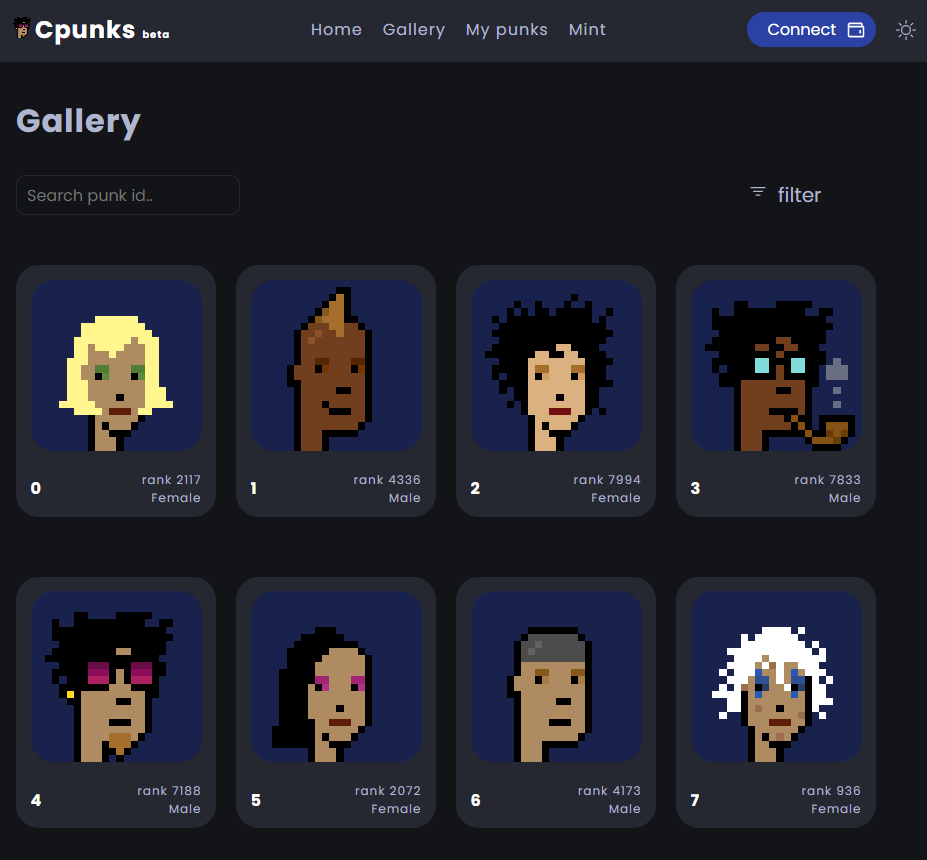 Cpunks beta Home Gallery My punks Mint Connect
Gallery
Search punk id.. filter
0 rank 2117 Female
1 rank 4336 Male
2 rank 7994 Female
3 rank 7833 Male
4 rank 7188 Male
5 rank 2072 Female
6 rank 4173 Male
7 rank 936 Female